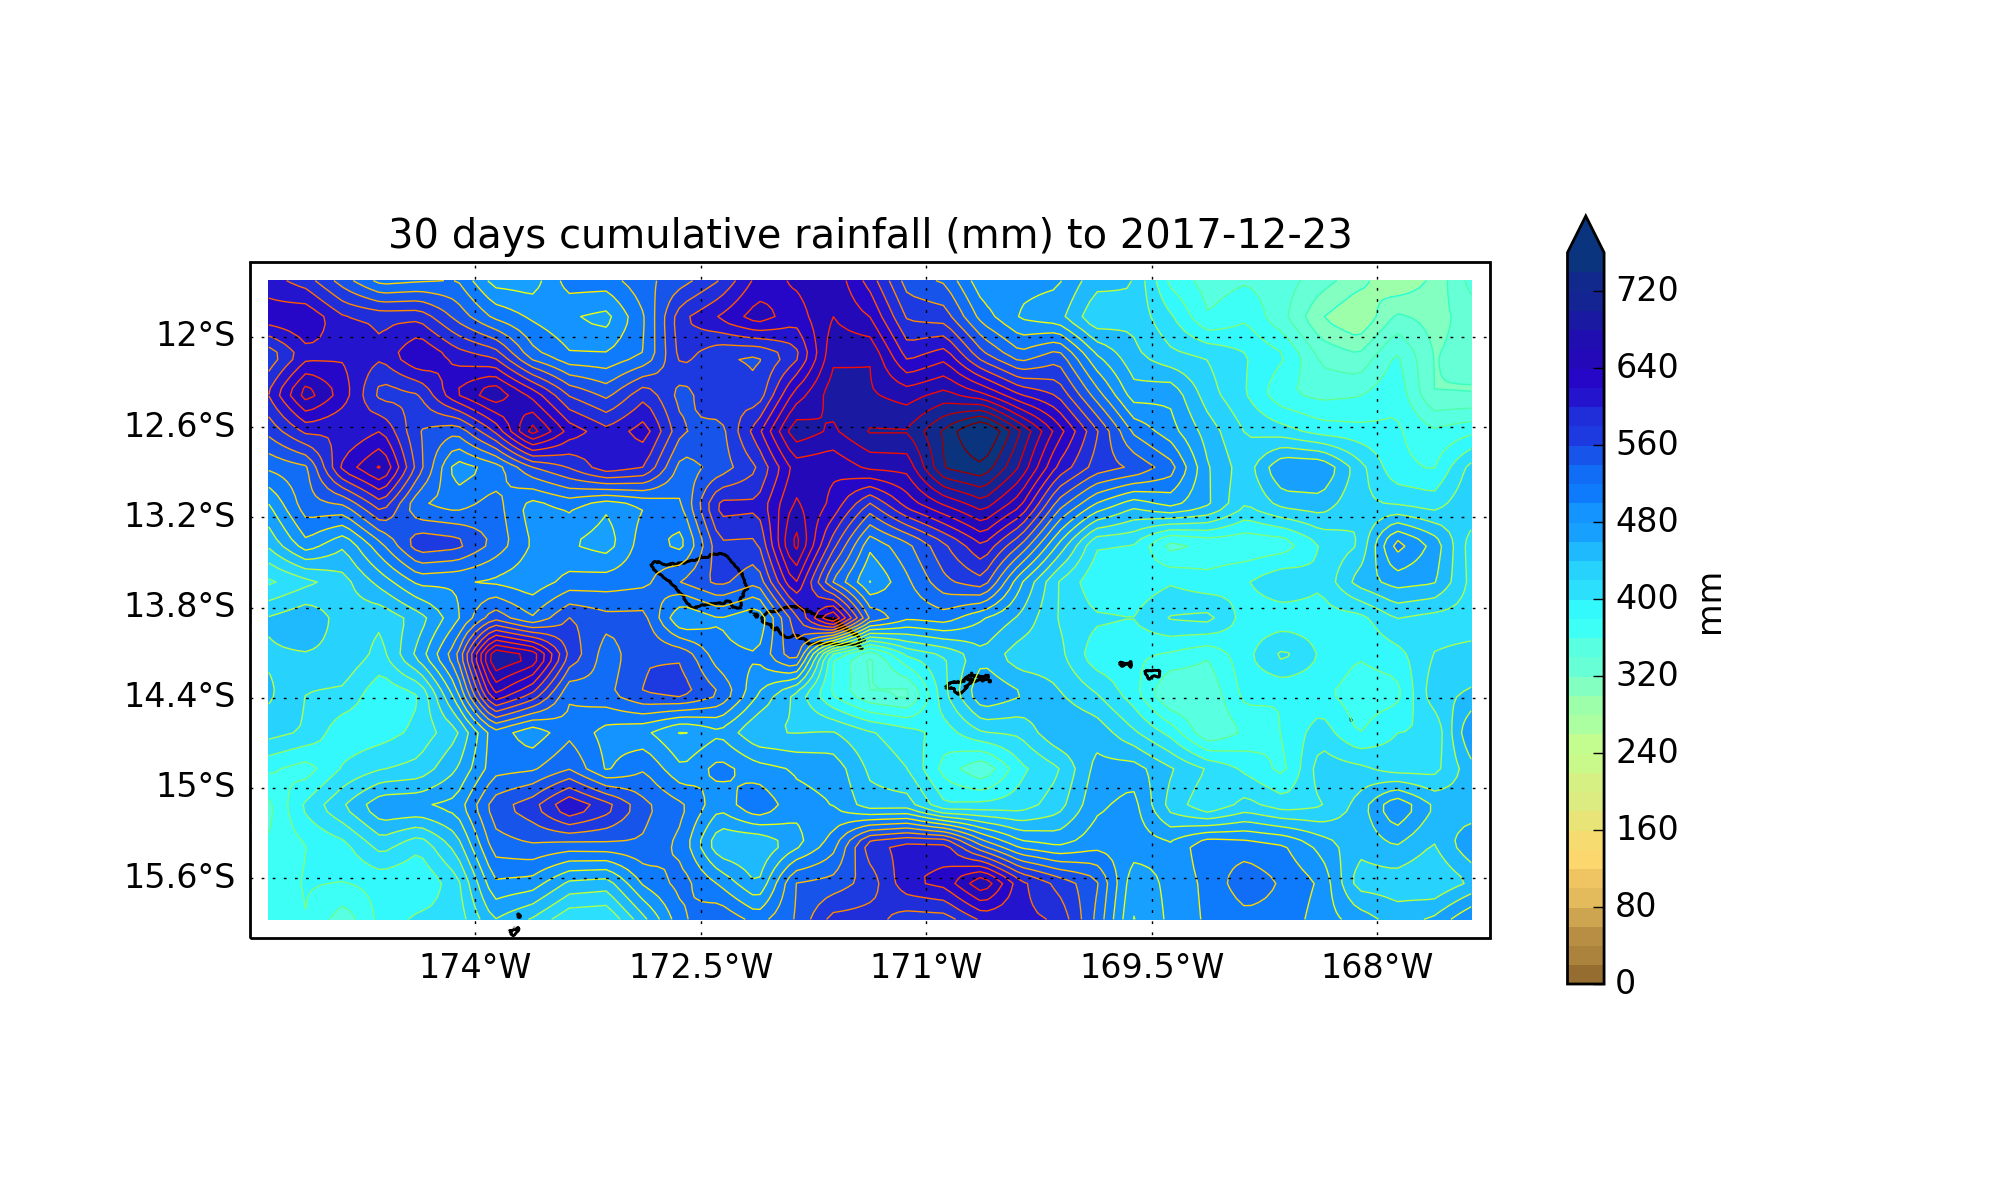 30 days cumulative rainfall (mm) to 2017-12-23
12°S
12.6°S
13.2°S
13.8°S
14.4°S
15°S
15.6°S
174°W
172.5°W
171°W
169.5°W
168°W
720
640
560
480
400
320
240
160
80
0
mm